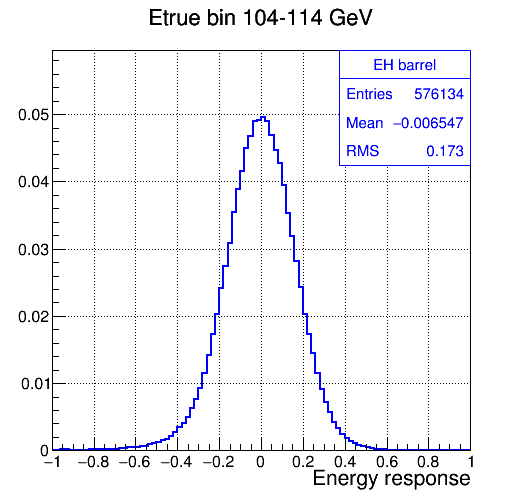 Etrue bin 104-114 GeV
EH barrel
Entries 576134
Mean −0.006547
RMS 0.173
0.05
0.04
0.03
0.02
0.01
0
−1 −0.8 −0.6 −0.4 −0.2 0 0.2 0.4 0.6 0.8 1
Energy response